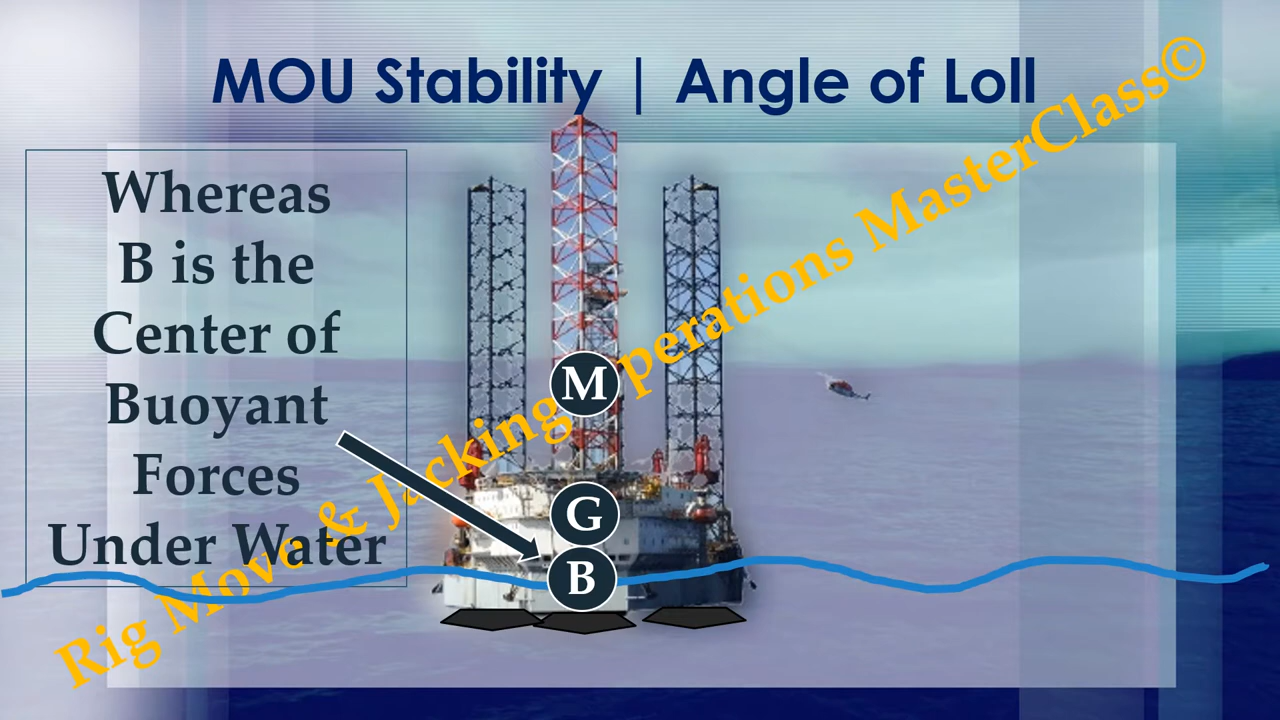 MOU Stability | Angle of Loll
Whereas
B is the
Center of
Buoyant
Forces
Under Water
M
G
B
Rig Move & Jacking Operations MasterClass©